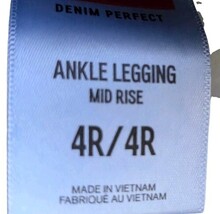 DENIM PERFECT
ANKLE LEGGING
MID RISE
4R/4R
MADE IN VIETNAM
FABRIQUÉ AU VIETNAM